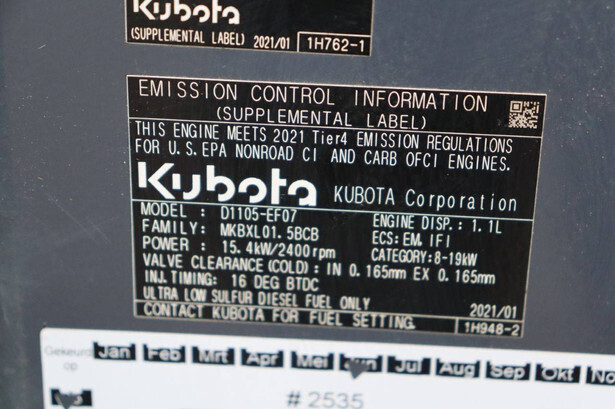 Kubota
(SUPPLEMENTAL LABEL) 2021/01 1H762-1
EMISSION CONTROL INFORMATION
(SUPPLEMENTAL LABEL)
THIS ENGINE MEETS 2021 Tier4 EMISSION REGULATIONS
FOR U.S.EPA NONROAD CI AND CARB OFCI ENGINES.
Kubota KUBOTA Corporation
MODEL : D1105-EF07 ENGINE DISP.: 1.1L
FAMILY: MKBXL01.5BCB ECS: EM, IFI
POWER : 15.4kW/2400rpm CATEGORY: 8-19kW
VALVE CLEARANCE (COLD) : IN 0.165mm EX 0.165mm
INJ. TIMING: 16 DEG BTDC
ULTRA LOW SULFUR DIESEL FUEL ONLY 2021/01
CONTACT KUBOTA FOR FUEL SETTING. 1H948-2
Gekeurd Jan Feb Mrt Apr Mei Jun Jul Aug Sep Okt No
op
#2535